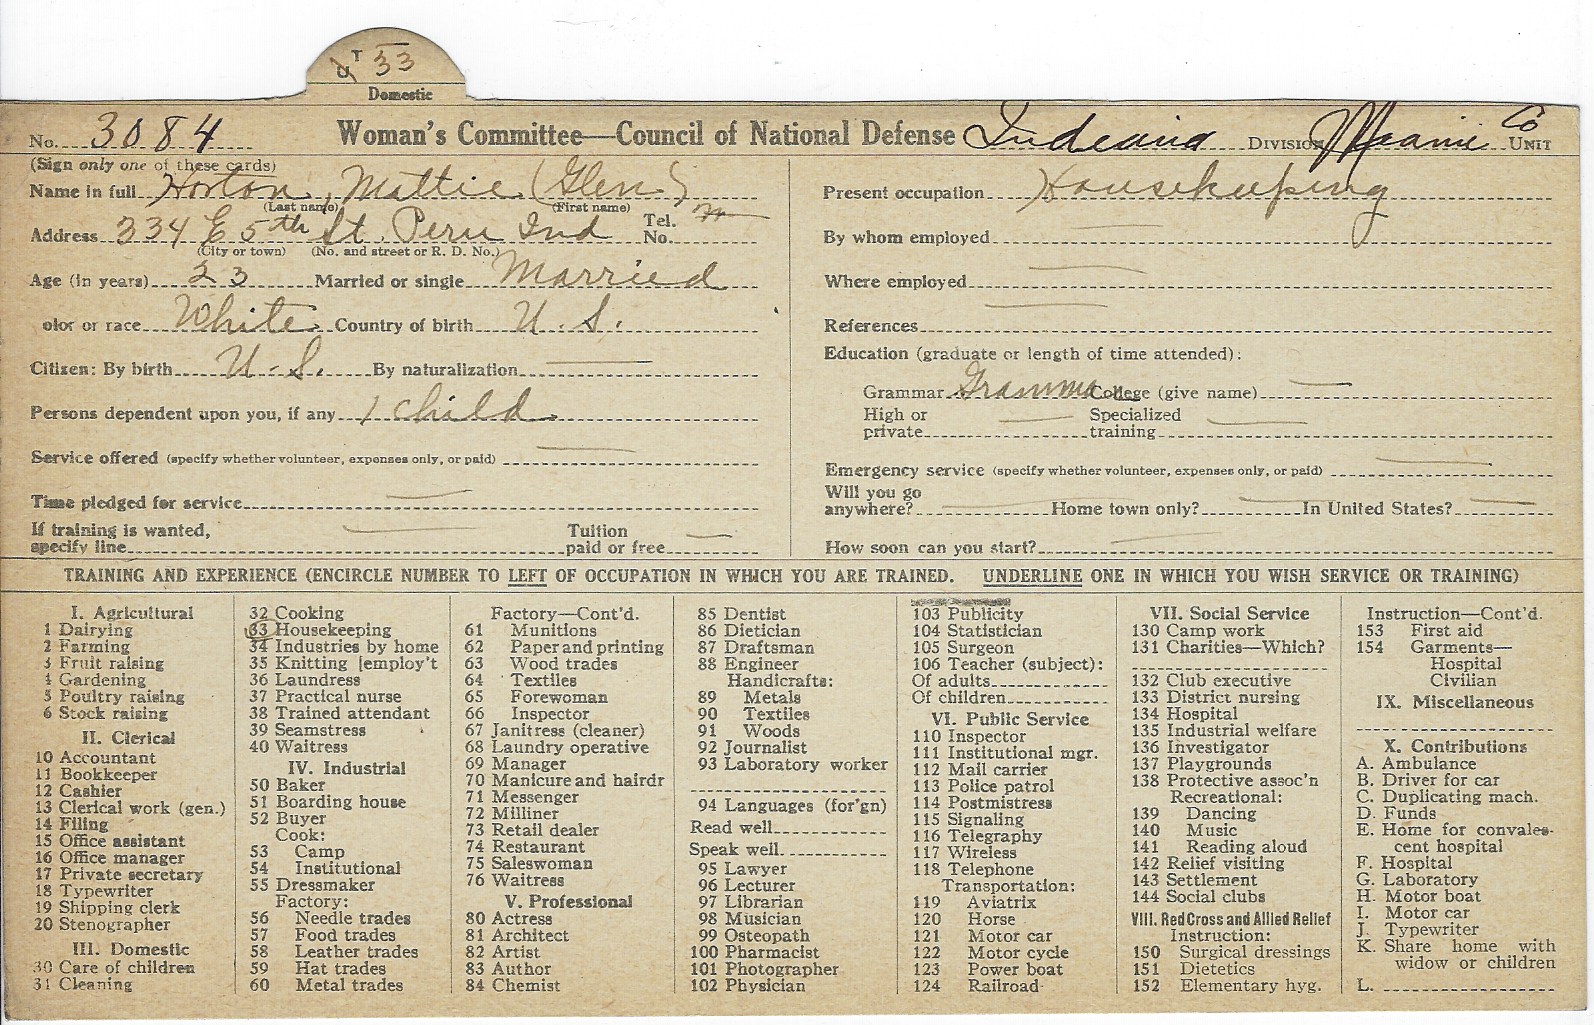 T 33
Domestic
No. 3084 Woman's Committee—Council of National Defense Indiana Division Miami Co Unit
(Sign only one of these cards)
Name in full Horton, Mattie (Glen)
(Last name) (First name)
Address 334 E 5th St. Peru Ind Tel. No.
(City or town) (No. and street or R. D. No.)
Age (in years) 23 Married or single Married
olor or race White Country of birth U. S.
Citizen: By birth U. S. By naturalization
Persons dependent upon you, if any 1 child
Service offered (specify whether volunteer, expenses only, or paid)
Time pledged for service
If training is wanted, specify line Tuition paid or free
Present occupation Housekeeping
By whom employed
Where employed
References
Education (graduate or length of time attended):
Grammar Gramma College (give name)
High or private Specialized training
Emergency service (specify whether volunteer, expenses only, or paid)
Will you go anywhere? Home town only? In United States?
How soon can you start?
TRAINING AND EXPERIENCE (ENCIRCLE NUMBER TO LEFT OF OCCUPATION IN WHICH YOU ARE TRAINED. UNDERLINE ONE IN WHICH YOU WISH SERVICE OR TRAINING)
I. Agricultural
1 Dairying
2 Farming
3 Fruit raising
4 Gardening
5 Poultry raising
6 Stock raising
II. Clerical
10 Accountant
11 Bookkeeper
12 Cashier
13 Clerical work (gen.)
14 Filing
15 Office assistant
16 Office manager
17 Private secretary
18 Typewriter
19 Shipping clerk
20 Stenographer
III. Domestic
30 Care of children
31 Cleaning
32 Cooking
33 Housekeeping
34 Industries by home
35 Knitting [employ't
36 Laundress
37 Practical nurse
38 Trained attendant
39 Seamstress
40 Waitress
IV. Industrial
50 Baker
51 Boarding house
52 Buyer
Cook:
53 Camp
54 Institutional
55 Dressmaker
Factory:
56 Needle trades
57 Food trades
58 Leather trades
59 Hat trades
60 Metal trades
Factory—Cont'd.
61 Munitions
62 Paper and printing
63 Wood trades
64 Textiles
65 Forewoman
66 Inspector
67 Janitress (cleaner)
68 Laundry operative
69 Manager
70 Manicure and hairdr
71 Messenger
72 Milliner
73 Retail dealer
74 Restaurant
75 Saleswoman
76 Waitress
V. Professional
80 Actress
81 Architect
82 Artist
83 Author
84 Chemist
85 Dentist
86 Dietician
87 Draftsman
88 Engineer
Handicrafts:
89 Metals
90 Textiles
91 Woods
92 Journalist
93 Laboratory worker
94 Languages (for'gn)
Read well
Speak well
95 Lawyer
96 Lecturer
97 Librarian
98 Musician
99 Osteopath
100 Pharmacist
101 Photographer
102 Physician
103 Publicity
104 Statistician
105 Surgeon
106 Teacher (subject):
Of adults
Of children
VI. Public Service
110 Inspector
111 Institutional mgr.
112 Mail carrier
113 Police patrol
114 Postmistress
115 Signaling
116 Telegraphy
117 Wireless
118 Telephone
Transportation:
119 Aviatrix
120 Horse
121 Motor car
122 Motor cycle
123 Power boat
124 Railroad
VII. Social Service
130 Camp work
131 Charities—Which?
132 Club executive
133 District nursing
134 Hospital
135 Industrial welfare
136 Investigator
137 Playgrounds
138 Protective assoc'n
Recreational:
139 Dancing
140 Music
141 Reading aloud
142 Relief visiting
143 Settlement
144 Social clubs
VIII. Red Cross and Allied Relief
Instruction:
150 Surgical dressings
151 Dietetics
152 Elementary hyg.
Instruction—Cont'd.
153 First aid
154 Garments—
Hospital
Civilian
IX. Miscellaneous
X. Contributions
A. Ambulance
B. Driver for car
C. Duplicating mach.
D. Funds
E. Home for convales-
cent hospital
F. Hospital
G. Laboratory
H. Motor boat
I. Motor car
J. Typewriter
K. Share home with
widow or children
L.